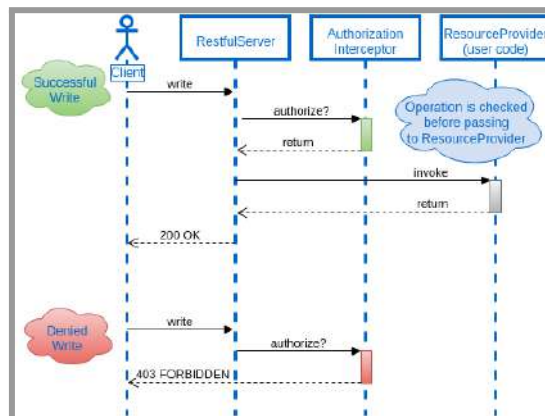 RestfulServer
Authorization
Interceptor
ResourceProvider
(user code)
Client
Successful
Write
write
Operation is checked
before passing
to ResourceProvider
authorize?
return
invoke
return
200 OK
Denied
Write
write
authorize?
403 FORBIDDEN